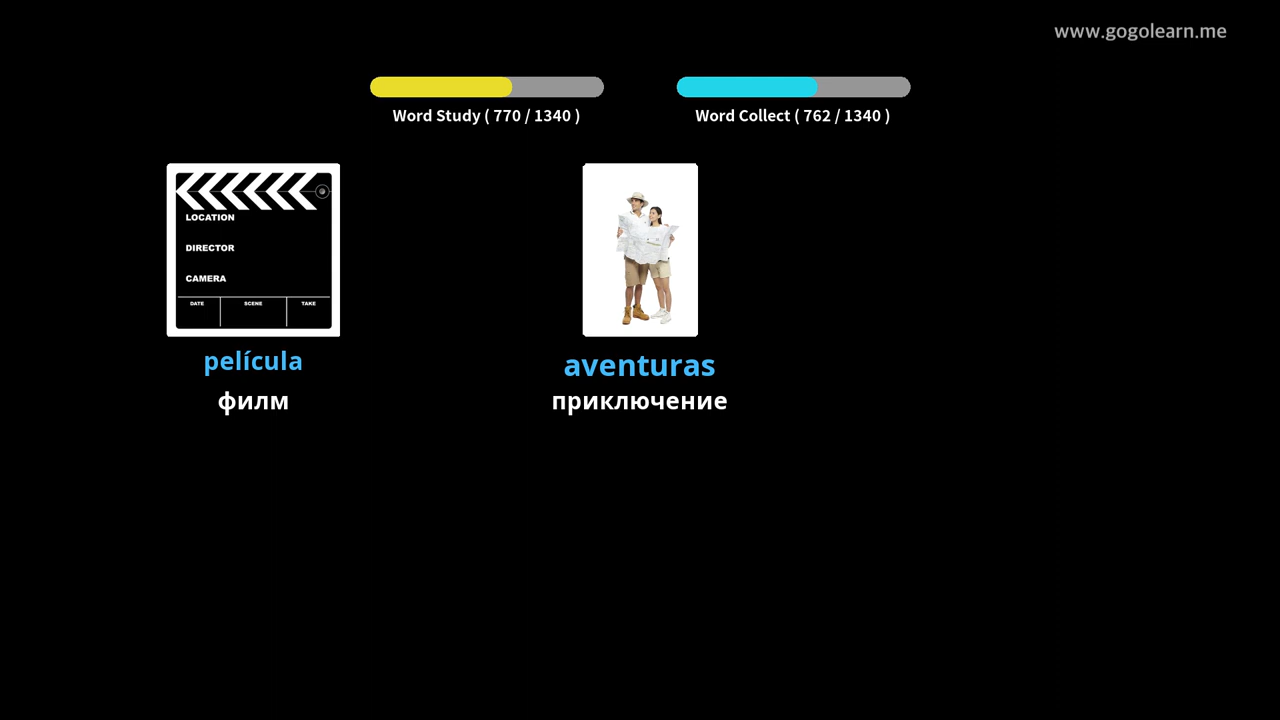 www.gogolearn.me
Word Study ( 770 / 1340 )
Word Collect ( 762 / 1340 )
LOCATION
DIRECTOR
CAMERA
DATE SCENE TAKE
película
филм
aventuras
приключение